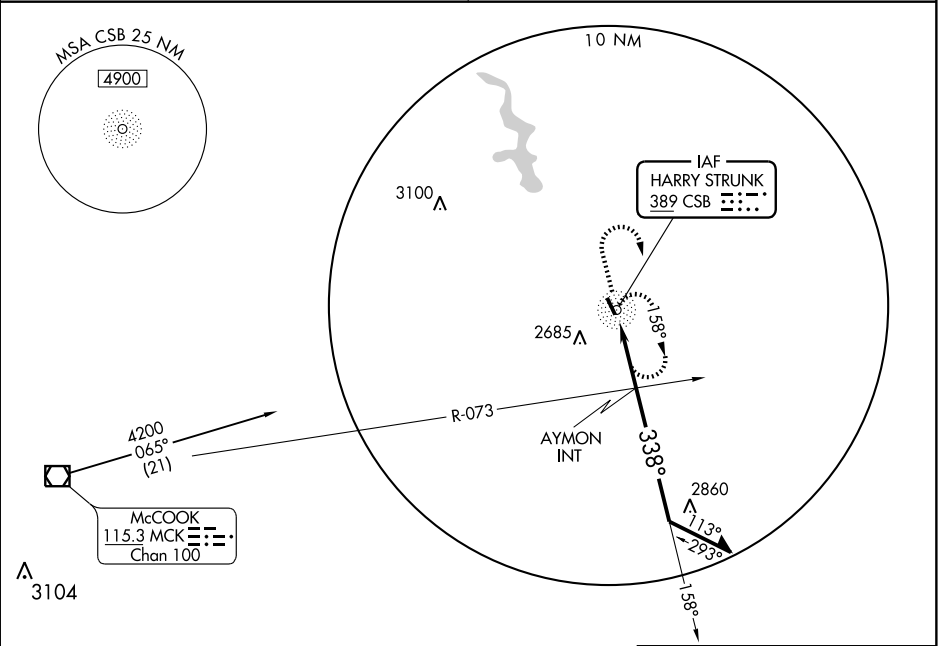 MSA CSB 25 NM
4900
10 NM
3100
IAF
HARRY STRUNK
389 CSB
2685
158°
R-073
4200
065°
(21)
AYMON
INT
338°
McCOOK
115.3 MCK
Chan 100
2860
113°
293°
3104
158°